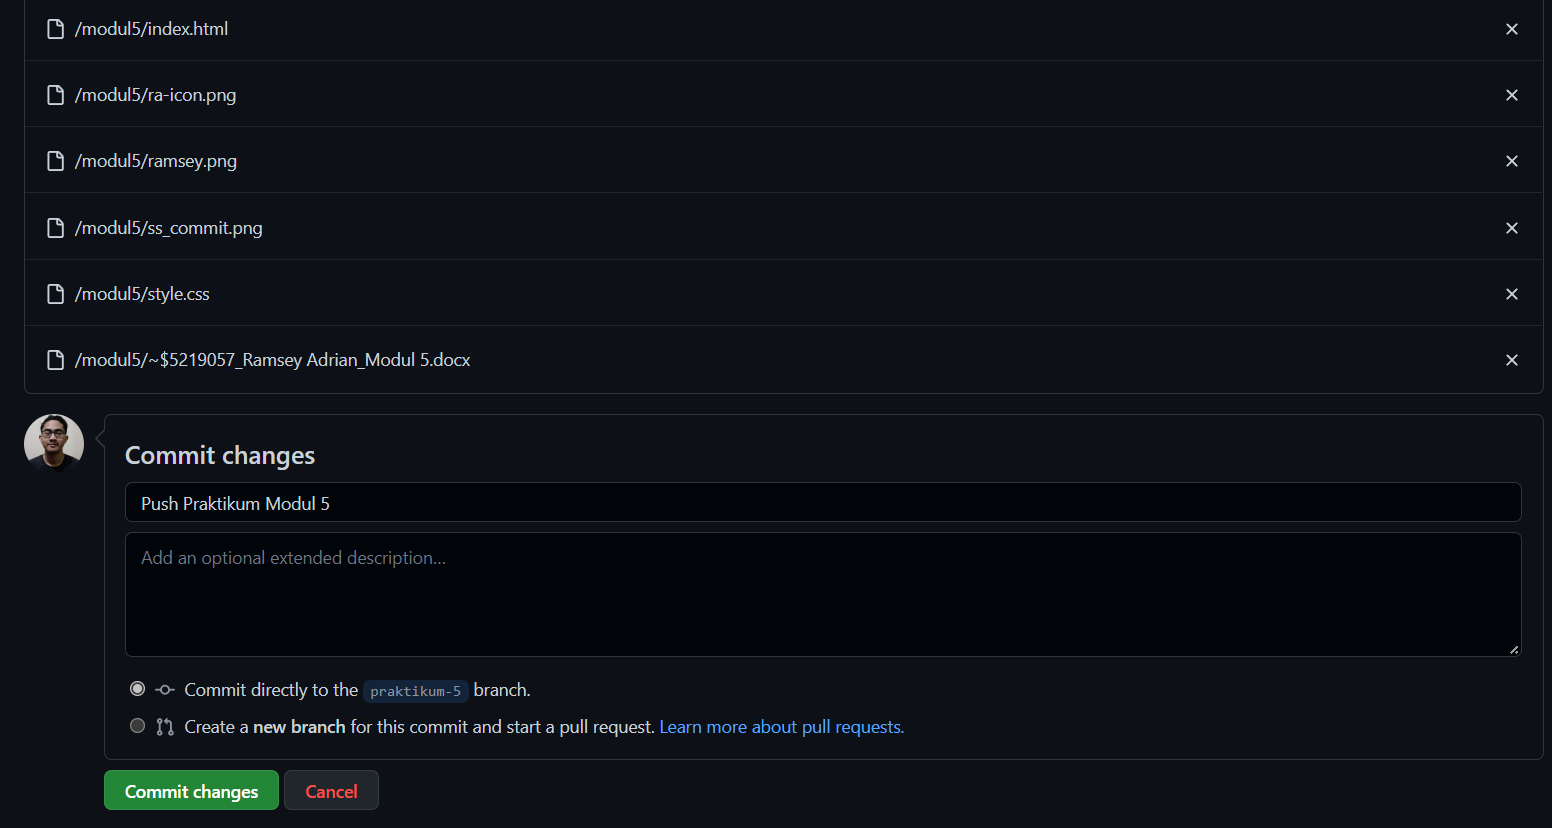 /modul5/index.html
/modul5/ra-icon.png
/modul5/ramsey.png
/modul5/ss_commit.png
/modul5/style.css
/modul5/~$5219057_Ramsey Adrian_Modul 5.docx
Commit changes
Push Praktikum Modul 5
Add an optional extended description...
Commit directly to the praktikum-5 branch.
Create a new branch for this commit and start a pull request. Learn more about pull requests.
Commit changes Cancel